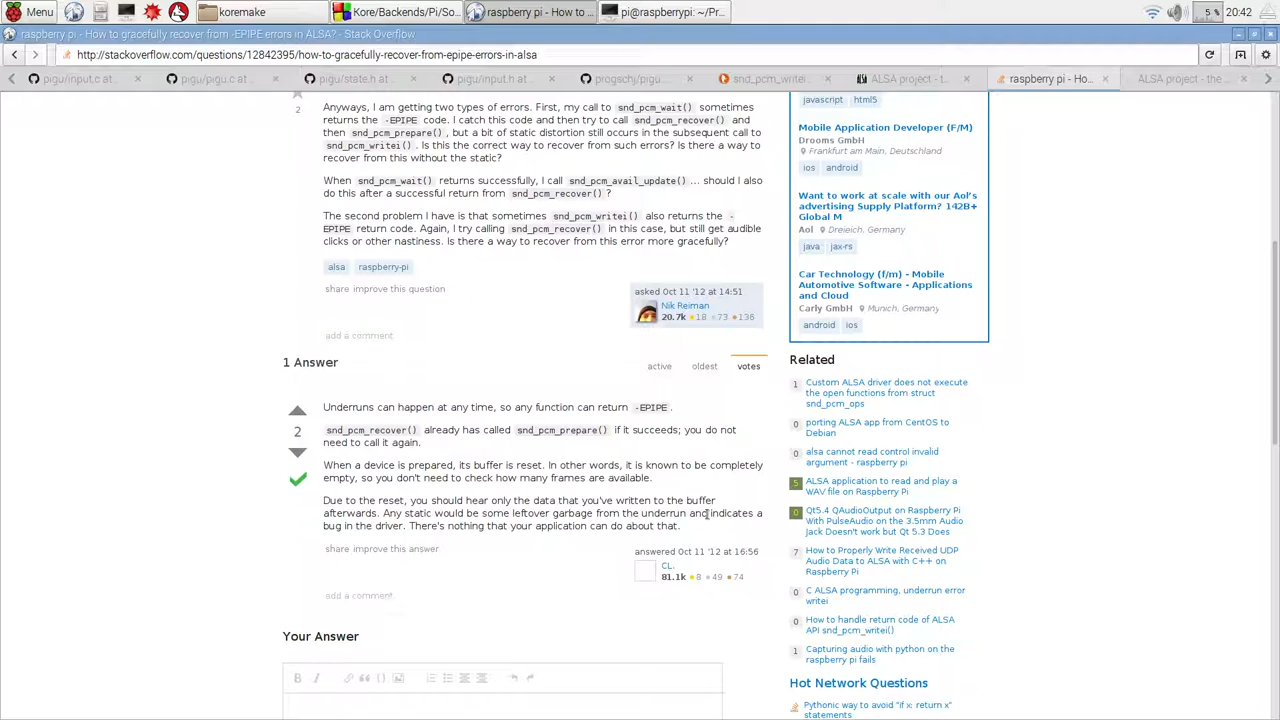 Menu koremake Kore/Backends/Pi/So... raspberry pi - How to ... pi@raspberrypi: ~/Pr... 5 % 20:42
raspberry pi - How to gracefully recover from -EPIPE errors in ALSA? - Stack Overflow
http://stackoverflow.com/questions/12842395/how-to-gracefully-recover-from-epipe-errors-in-alsa
pigu/input.c at... pigu/pigu.c at... pigu/state.h at... pigu/input.h at... progschj/pigu... snd_pcm_writei... ALSA project - t... raspberry pi - Ho... ALSA project - the...
2
Anyways, I am getting two types of errors. First, my call to snd_pcm_wait() sometimes
returns the -EPIPE code. I catch this code and then try to call snd_pcm_recover() and
then snd_pcm_prepare(), but a bit of static distortion still occurs in the subsequent call to
snd_pcm_writei(). Is this the correct way to recover from such errors? Is there a way to
recover from this without the static?
When snd_pcm_wait() returns successfully, I call snd_pcm_avail_update()... should I also
do this after a successful return from snd_pcm_recover()?
The second problem I have is that sometimes snd_pcm_writei() also returns the -
EPIPE return code. Again, I try calling snd_pcm_recover() in this case, but still get audible
clicks or other nastiness. Is there a way to recover from this error more gracefully?
alsa raspberry-pi
share improve this question
asked Oct 11 '12 at 14:51
Nik Reiman
20.7k 18 73 136
add a comment
1 Answer
active oldest votes
2
Underruns can happen at any time, so any function can return -EPIPE.
snd_pcm_recover() already has called snd_pcm_prepare() if it succeeds; you do not
need to call it again.
When a device is prepared, its buffer is reset. In other words, it is known to be completely
empty, so you don't need to check how many frames are available.
Due to the reset, you should hear only the data that you've written to the buffer
afterwards. Any static would be some leftover garbage from the underrun and indicates a
bug in the driver. There's nothing that your application can do about that.
share improve this answer
answered Oct 11 '12 at 16:56
CL.
81.1k 8 49 74
add a comment
Your Answer
B I
javascript html5
Mobile Application Developer (F/M)
Drooms GmbH
Frankfurt am Main, Deutschland
ios android
Want to work at scale with our Aol's
advertising Supply Platform? 142B+
Global M
Aol Dreieich, Germany
java jax-rs
Car Technology (f/m) - Mobile
Automotive Software - Applications
and Cloud
Carly GmbH Munich, Germany
android ios
Related
1 Custom ALSA driver does not execute
the open functions from struct
snd_pcm_ops
0 porting ALSA app from CentOS to
Debian
0 alsa cannot read control invalid
argument - raspberry pi
5 ALSA application to read and play a
WAV file on Raspberry Pi
0 Qt5.4 QAudioOutput on Raspberry Pi
With PulseAudio on the 3.5mm Audio
Jack Doesn't work but Qt 5.3 Does
7 How to Properly Write Received UDP
Audio Data to ALSA with C++ on
Raspberry Pi
0 C ALSA programming, underrun error
writei
0 How to handle return code of ALSA
API snd_pcm_writei()
1 Capturing audio with python on the
raspberry pi fails
Hot Network Questions
Pythonic way to avoid "if x: return x"
statements